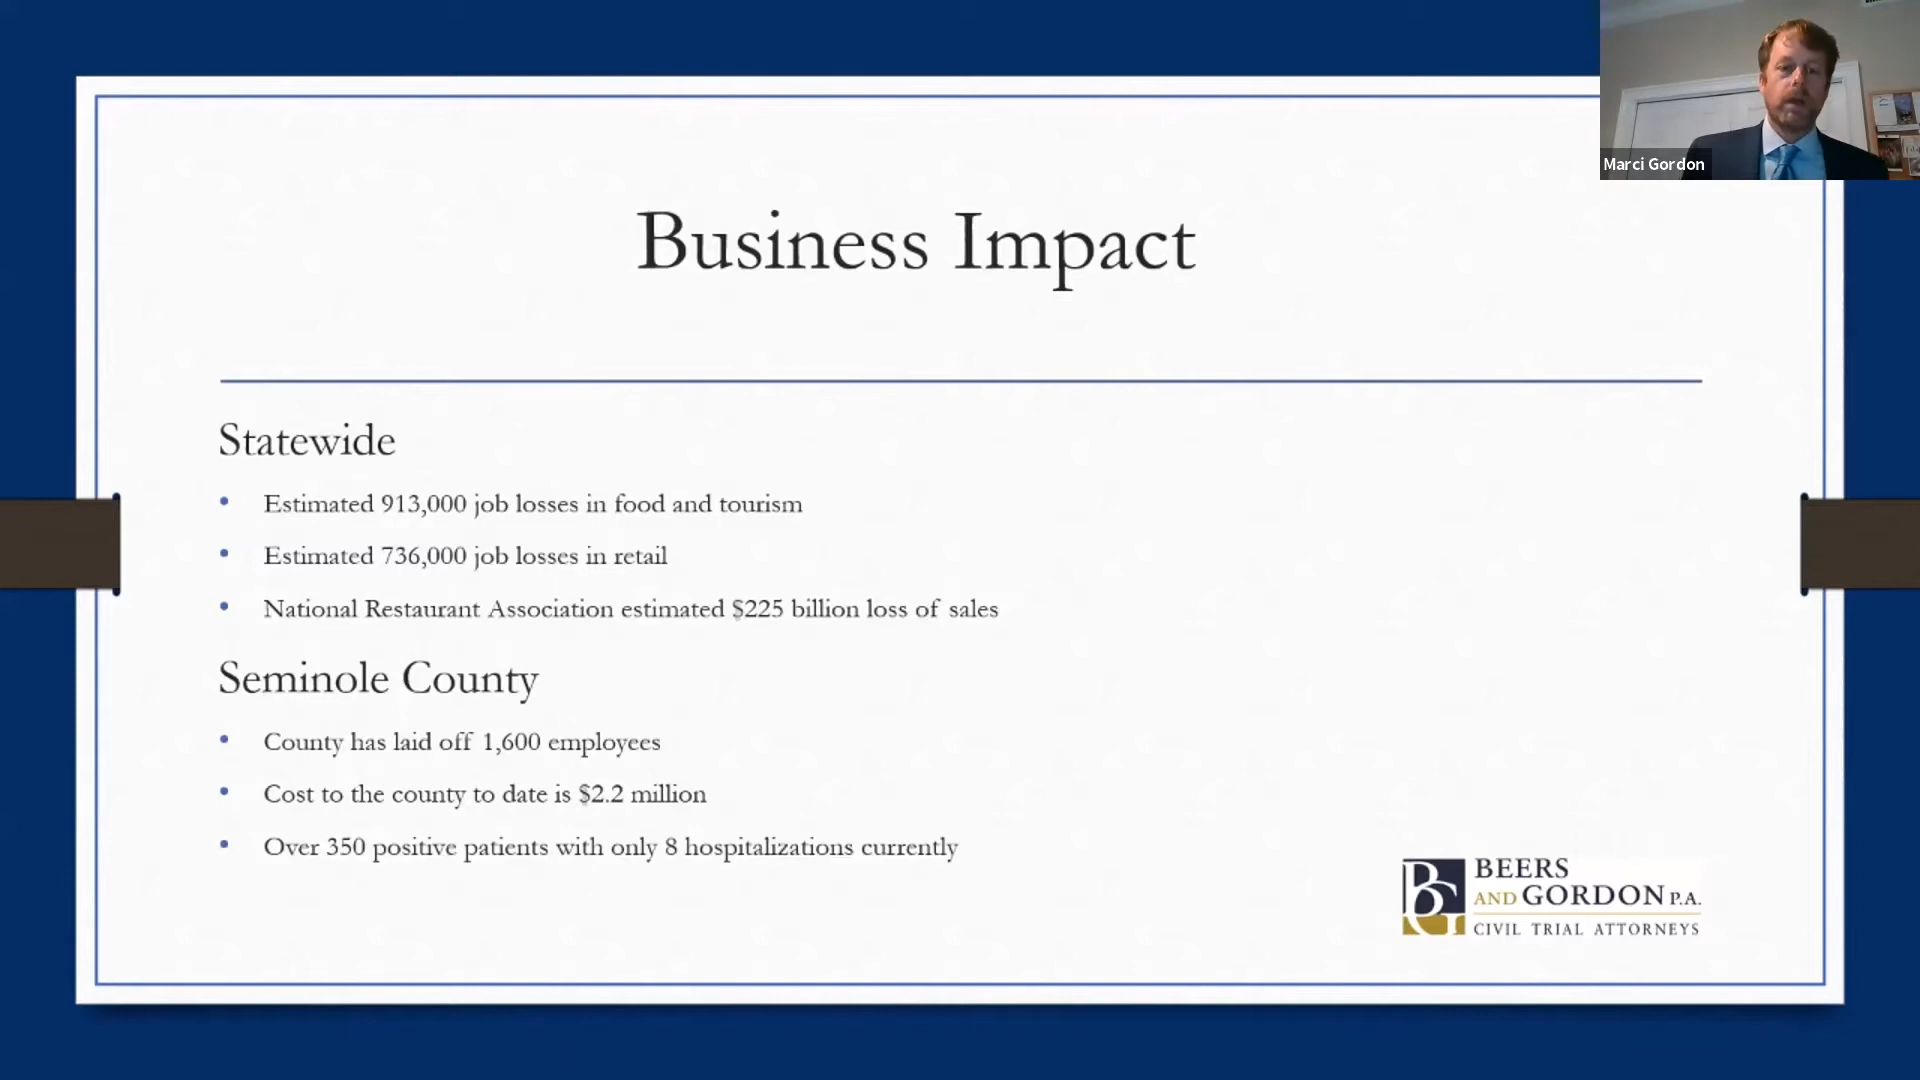 Marci Gordon
Business Impact
Statewide
• Estimated 913,000 job losses in food and tourism
• Estimated 736,000 job losses in retail
• National Restaurant Association estimated $225 billion loss of sales
Seminole County
• County has laid off 1,600 employees
• Cost to the county to date is $2.2 million
• Over 350 positive patients with only 8 hospitalizations currently
BG
BEERS
AND GORDON P.A.
CIVIL TRIAL ATTORNEYS